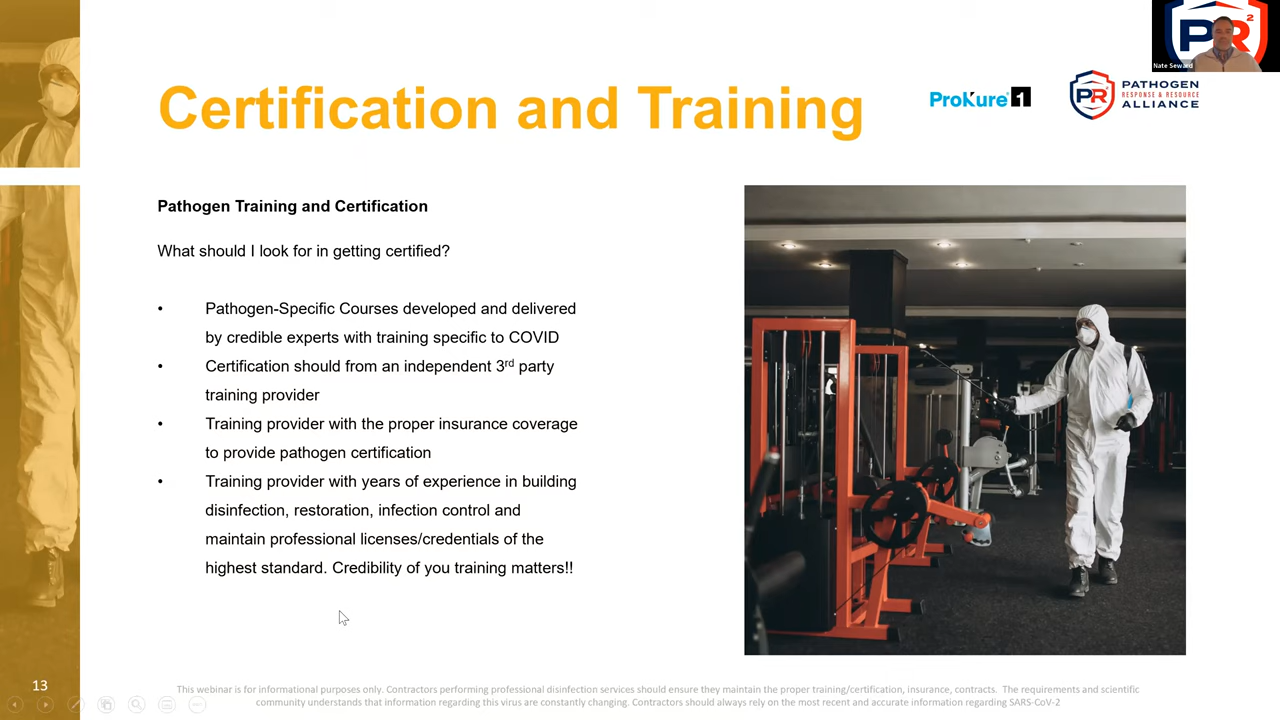 PR2
Nate Seward
Certification and Training
ProKure 1
PR PATHOGEN
RESPONSE & RESOURCE
ALLIANCE
Pathogen Training and Certification
What should I look for in getting certified?
• Pathogen-Specific Courses developed and delivered
by credible experts with training specific to COVID
• Certification should from an independent 3rd party
training provider
• Training provider with the proper insurance coverage
to provide pathogen certification
• Training provider with years of experience in building
disinfection, restoration, infection control and
maintain professional licenses/credentials of the
highest standard. Credibility of you training matters!!
13
This webinar is for informational purposes only. Contractors performing professional disinfection services should ensure they maintain the proper training/certification, insurance, contracts. The requirements and scientific
community understands that information regarding this virus are constantly changing. Contractors should always rely on the most recent and accurate information regarding SARS-CoV-2